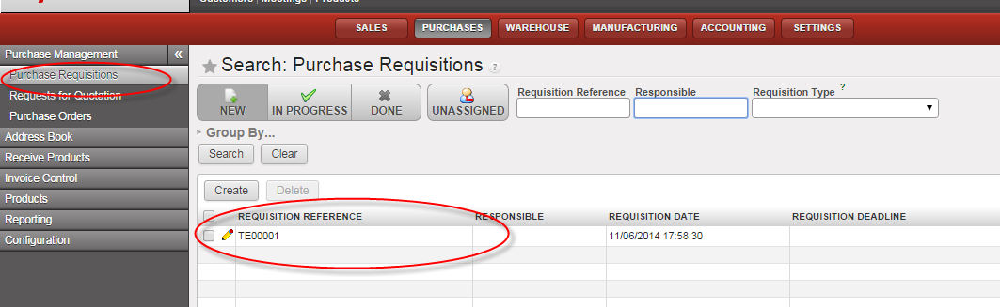 Customers | Meetings | Products
SALES PURCHASES WAREHOUSE MANUFACTURING ACCOUNTING SETTINGS
Purchase Management «
Purchase Requisitions
Requests for Quotation
Purchase Orders
Address Book
Receive Products
Invoice Control
Products
Reporting
Configuration
Search: Purchase Requisitions ?
NEW IN PROGRESS DONE UNASSIGNED
Requisition Reference Responsible Requisition Type ?
Group By...
Search Clear
Create Delete
REQUISITION REFERENCE RESPONSIBLE REQUISITION DATE REQUISITION DEADLINE
TE00001 11/06/2014 17:58:30